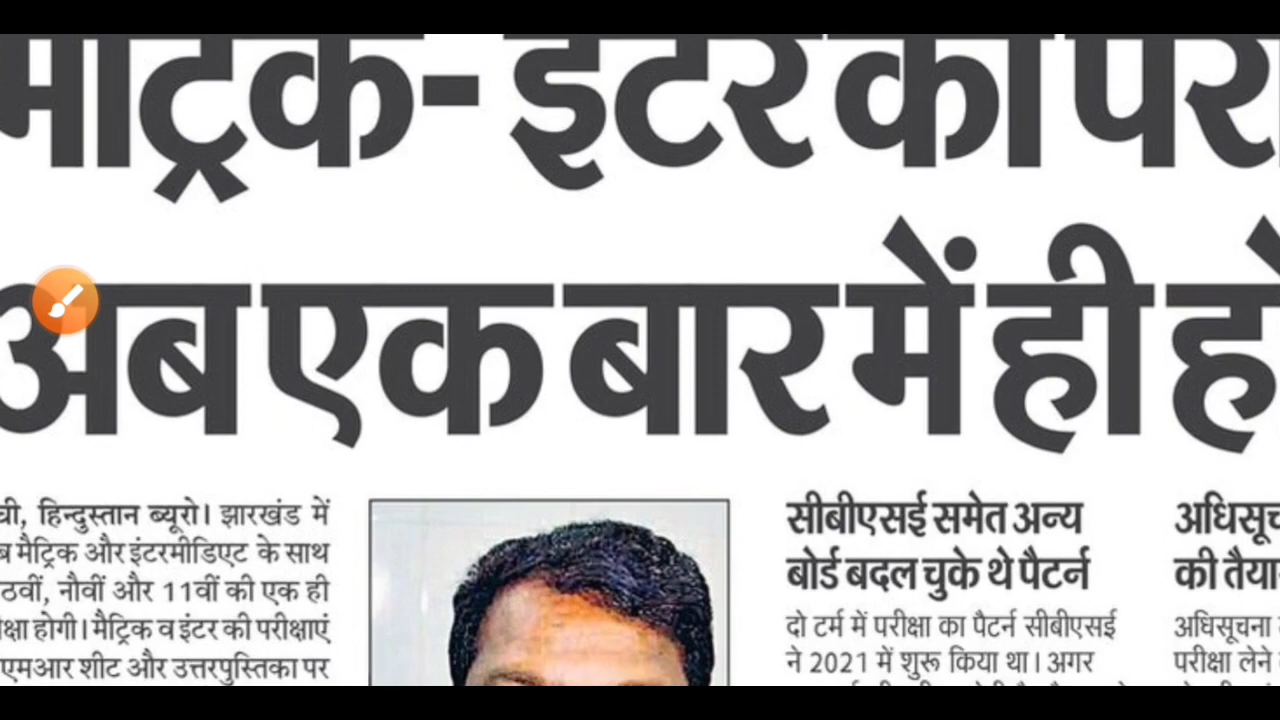 मैट्रिक- इंटर की परी
अब एक बार में ही हो
ची, हिन्दुस्तान ब्यूरो। झारखंड में
ब मैट्रिक और इंटरमीडिएट के साथ
ठवीं, नौवीं और 11वीं की एक ही
क्षा होगी। मैट्रिक व इंटर की परीक्षाएं
एमआर शीट और उत्तरपुस्तिका पर
सीबीएसई समेत अन्य
बोर्ड बदल चुके थे पैटर्न
दो टर्म में परीक्षा का पैटर्न सीबीएसई
ने 2021 में शुरू किया था। अगर
अधिसूच
की तैया
अधिसूचना
परीक्षा लेने